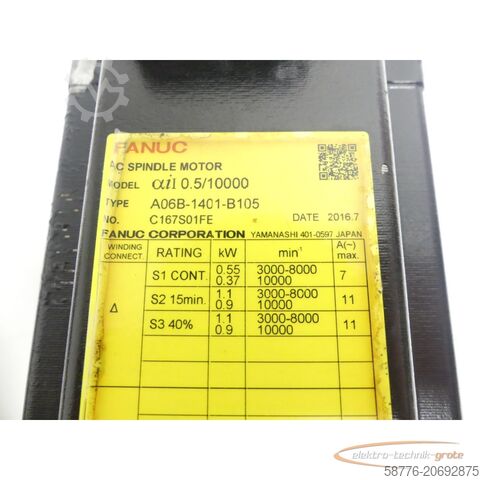 FANUC
AC SPINDLE MOTOR
MODEL αiI 0.5/10000
TYPE A06B-1401-B105
NO. C167S01FE DATE 2016.7
FANUC CORPORATION YAMANASHI 401-0597 JAPAN
WINDING CONNECT. RATING kW min⁻¹ A(~) max.
Δ
S1 CONT. 0.55 3000-8000 7
0.37 10000
S2 15min. 1.1 3000-8000 11
0.9 10000
S3 40% 1.1 3000-8000 11
0.9 10000
elektro-technik-grote
58776-20692875